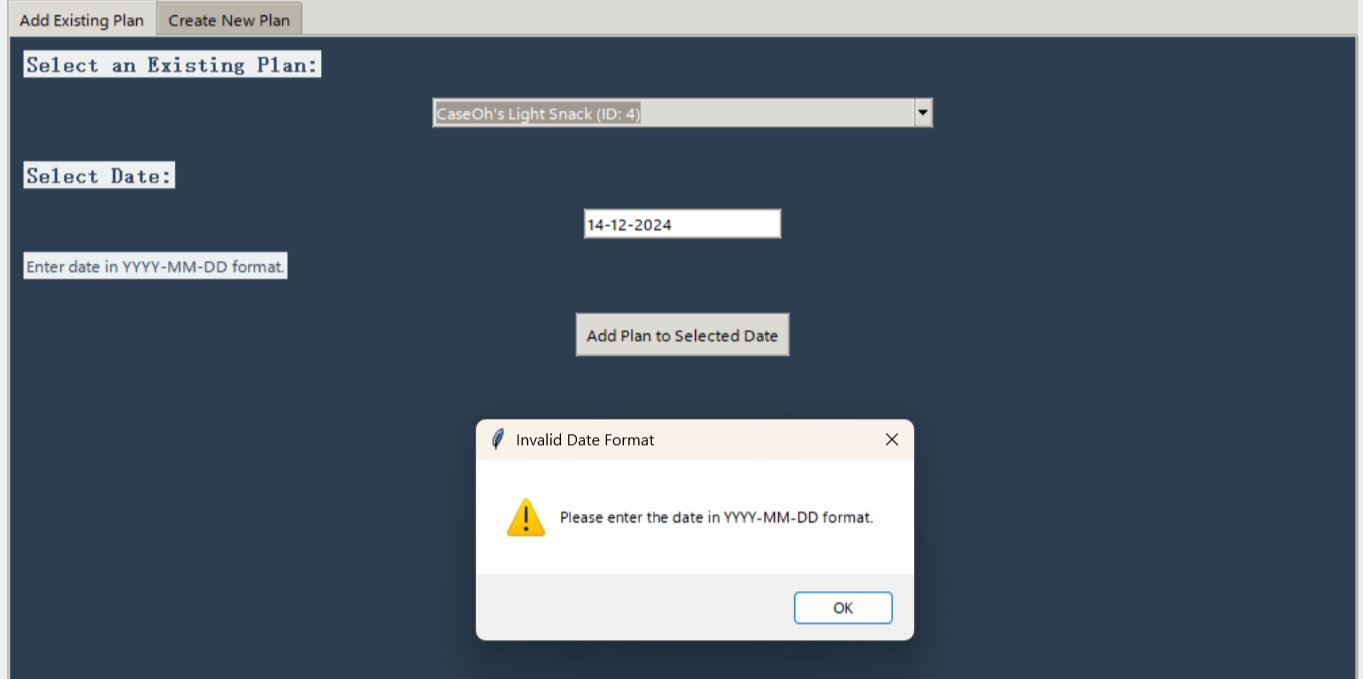 Add Existing Plan
Create New Plan
Select an Existing Plan:
CaseOh's Light Snack (ID: 4)
Select Date:
14-12-2024
Enter date in YYYY-MM-DD format.
Add Plan to Selected Date
Invalid Date Format
Please enter the date in YYYY-MM-DD format.
OK